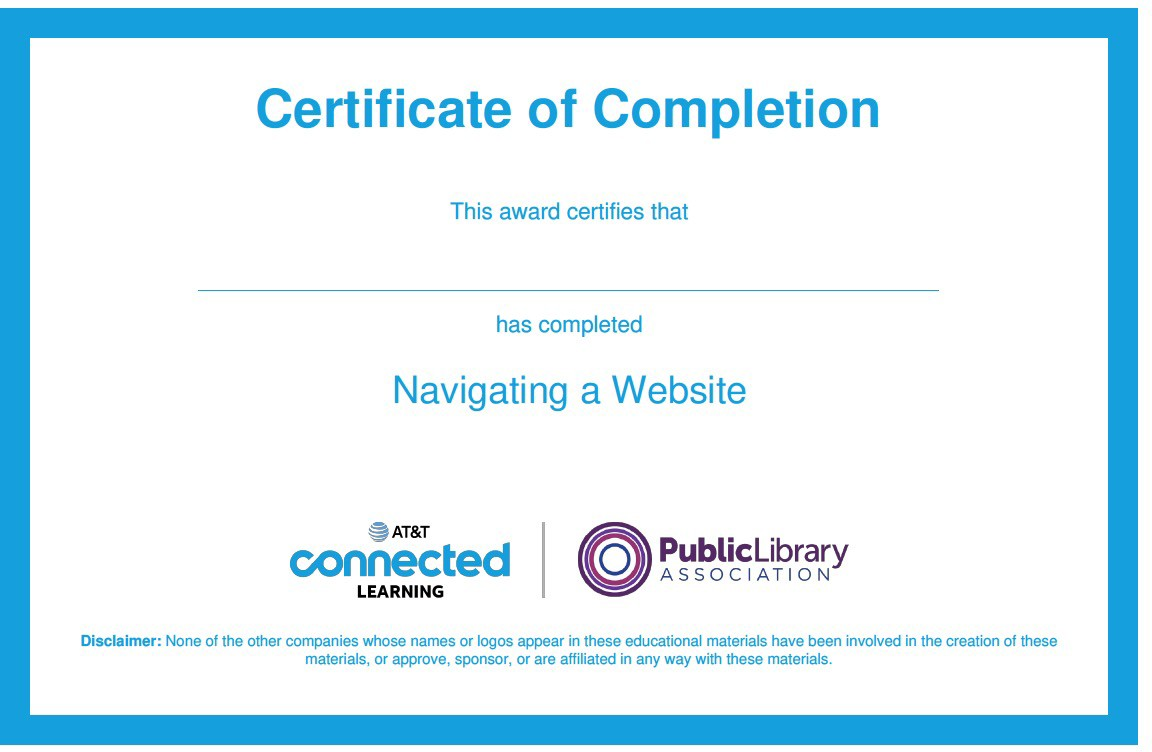 Certificate of Completion
This award certifies that
has completed
Navigating a Website
AT&T
connected
LEARNING
PublicLibrary
ASSOCIATION
Disclaimer: None of the other companies whose names or logos appear in these educational materials have been involved in the creation of these
materials, or approve, sponsor, or are affiliated in any way with these materials.